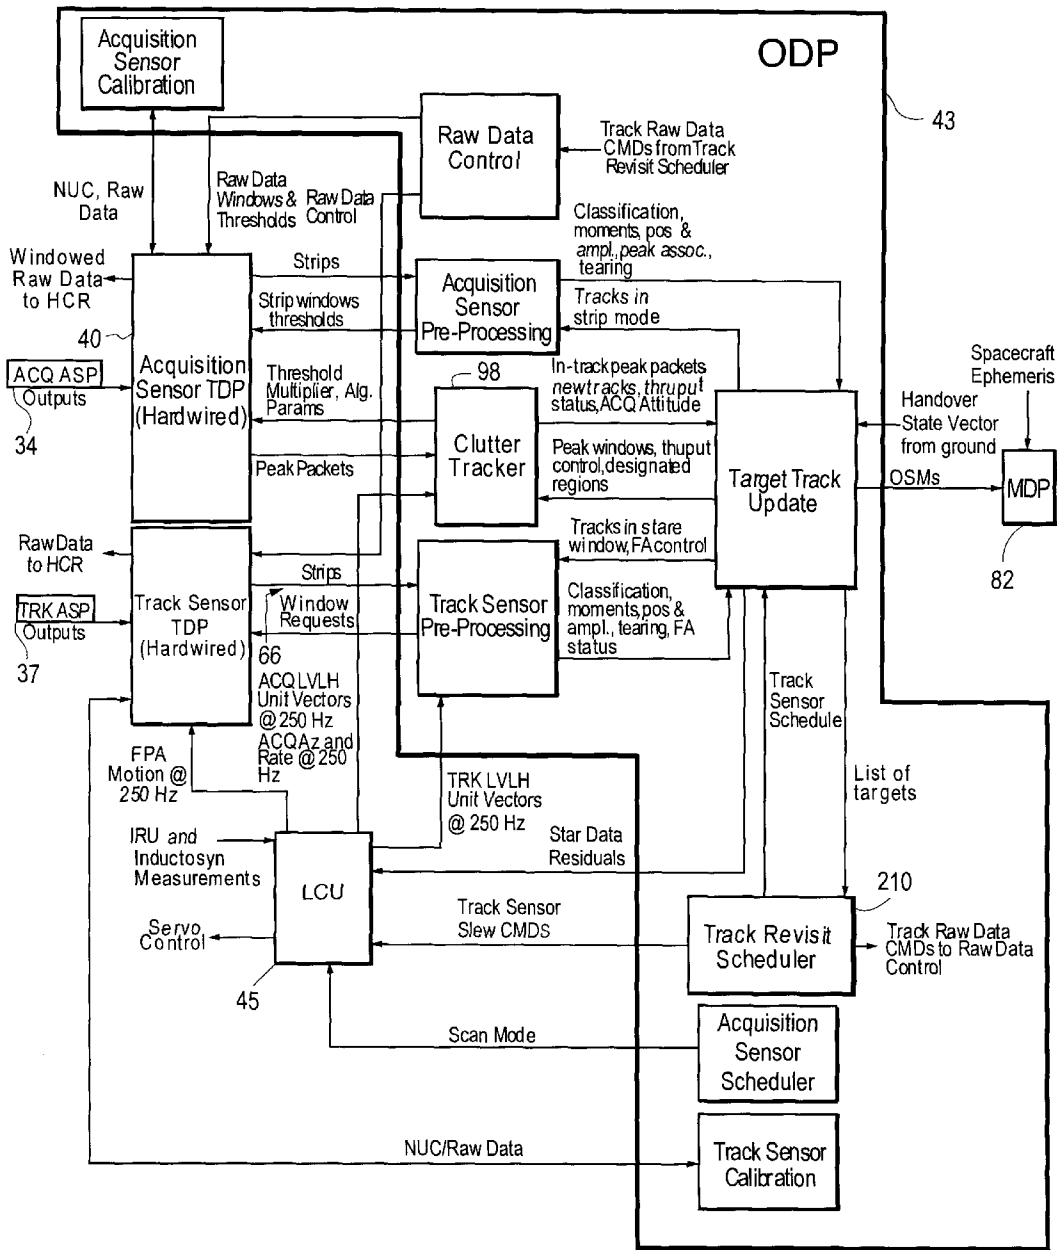 Acquisition
Sensor
Calibration
ODP
43
Raw Data
Control
Track Raw Data
CMDs from Track
Revisit Scheduler
NUC, Raw
Data
Raw Data
Windows &
Thresholds
Raw Data
Control
Classification,
moments, pos &
ampl., peak assoc.,
tearing
Windowed
Raw Data
to HCR
Strips
Strip windows
thresholds
Acquisition
Sensor
Pre-Processing
Tracks in
strip mode
40
Acquisition
Sensor TDP
(Hardwired)
ACQ ASP
Outputs
34
Threshold
Multiplier, Alg.
Params
Peak Packets
98
Clutter
Tracker
In-track peak packets
new tracks, thruput
status, ACQ Attitude
Peak windows, thuput
control, designated
regions
Target Track
Update
Spacecraft
Ephemeris
Handover
State Vector
from ground
OSMs
MDP
82
Raw Data
to HCR
TRK ASP
Outputs
37
Track Sensor
TDP
(Hardwired)
Strips
Window
Requests
66
Track Sensor
Pre-Processing
Tracks in stare
window, FA control
Classification,
moments, pos &
ampl., tearing, FA
status
ACQ LVLH
Unit Vectors
@ 250 Hz
ACQ Az and
Rate @ 250
Hz
FPA
Motion @
250 Hz
TRK LVLH
Unit Vectors
@ 250 Hz
Track
Sensor
Schedule
List of
targets
IRU and
Inductosyn
Measurements
LCU
Star Data
Residuals
Servo
Control
45
Track Sensor
Slew CMDS
210
Track Revisit
Scheduler
Track Raw Data
CMDs to Raw Data
Control
Scan Mode
Acquisition
Sensor
Scheduler
NUC/Raw Data
Track Sensor
Calibration